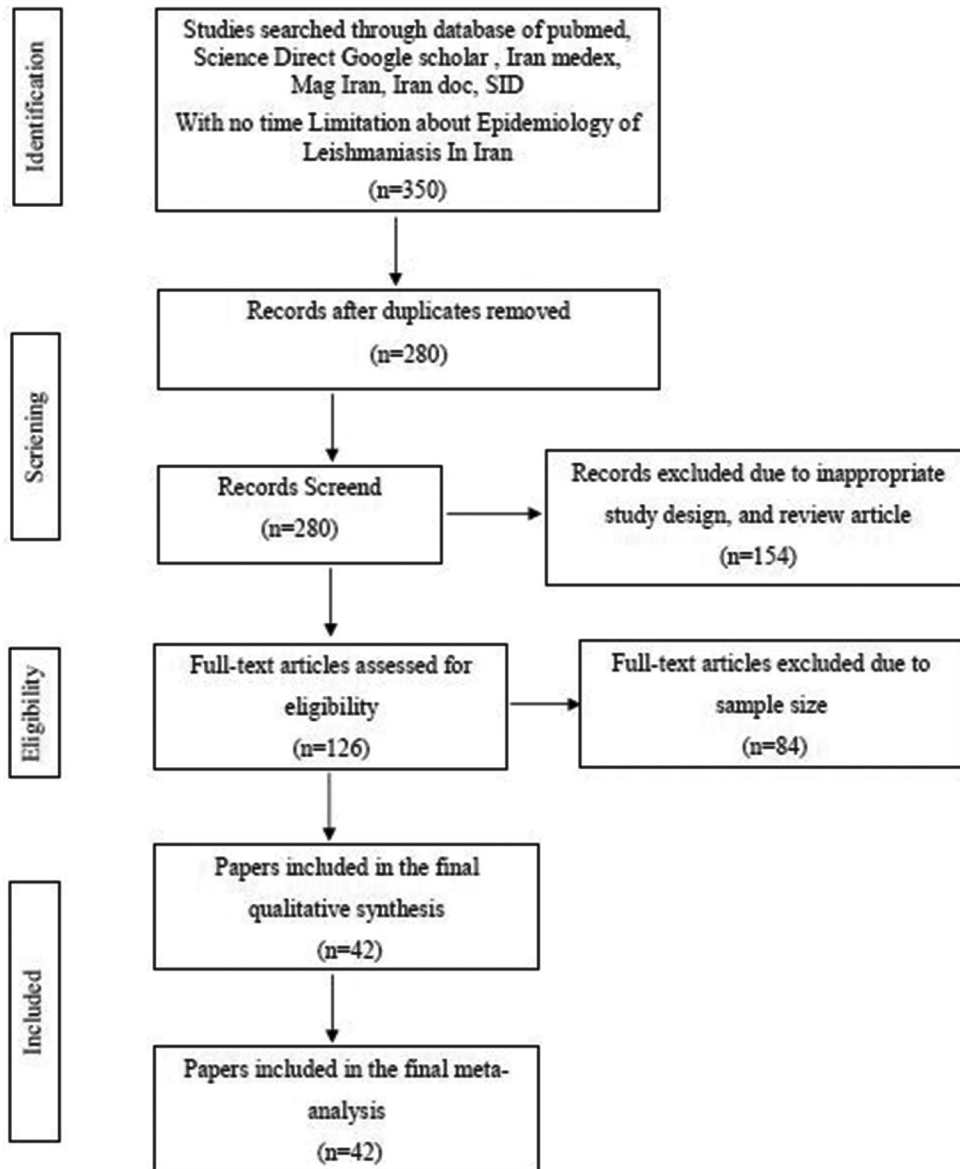 Identification
Studies searched through database of pubmed,
Science Direct Google scholar , Iran medex,
Mag Iran, Iran doc, SID
With no time Limitation about Epidemiology of
Leishmaniasis In Iran
(n=350)
Scriening
Records after duplicates removed
(n=280)
Records Screend
(n=280)
Records excluded due to inappropriate
study design, and review article
(n=154)
Eligibility
Full-text articles assessed for
eligibility
(n=126)
Full-text articles excluded due to
sample size
(n=84)
Included
Papers included in the final
qualitative synthesis
(n=42)
Papers included in the final meta-
analysis
(n=42)